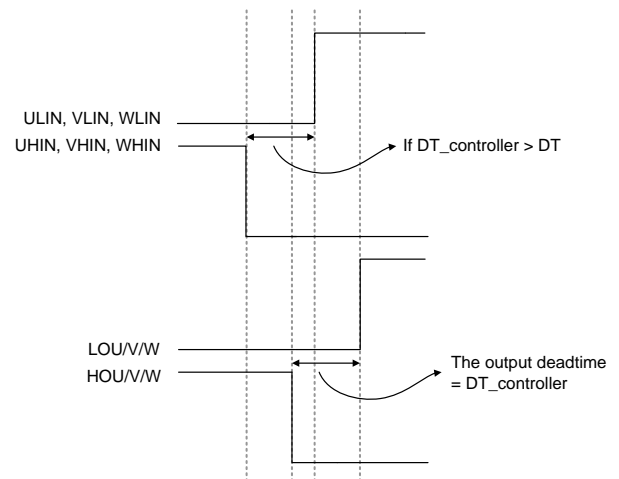 ULIN, VLIN, WLIN
UHIN, VHIN, WHIN
If DT_controller > DT
LOU/V/W
HOU/V/W
The output deadtime
= DT_controller